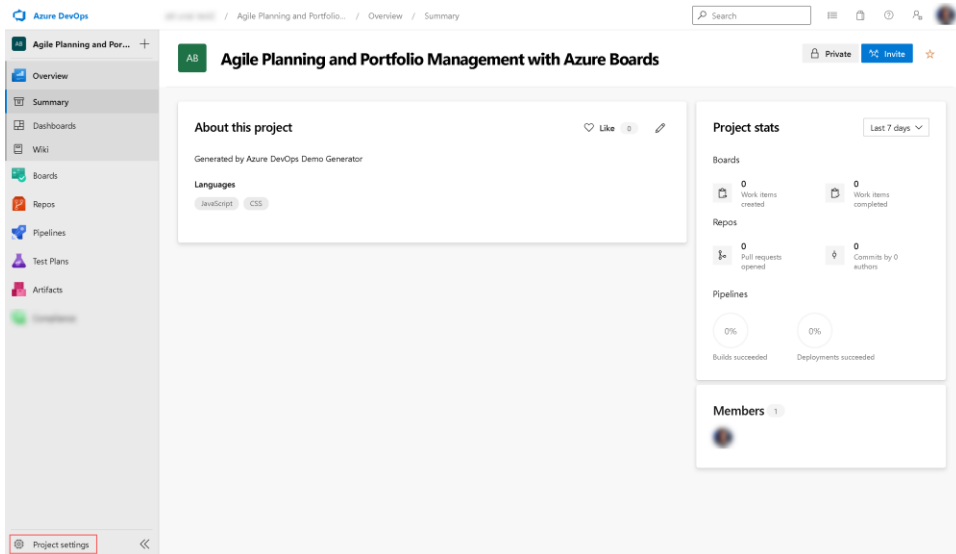 Azure DevOps
/ Agile Planning and Portfolio... / Overview / Summary
Search
AB Agile Planning and Por... +
Overview
Summary
Dashboards
Wiki
Boards
Repos
Pipelines
Test Plans
Artifacts
Project settings
AB Agile Planning and Portfolio Management with Azure Boards
Private
Invite
About this project
Like 0
Generated by Azure DevOps Demo Generator
Languages
JavaScript CSS
Project stats
Last 7 days
Boards
0
Work items
created
0
Work items
completed
Repos
0
Pull requests
opened
0
Commits by 0
authors
Pipelines
0%
Builds succeeded
0%
Deployments succeeded
Members 1